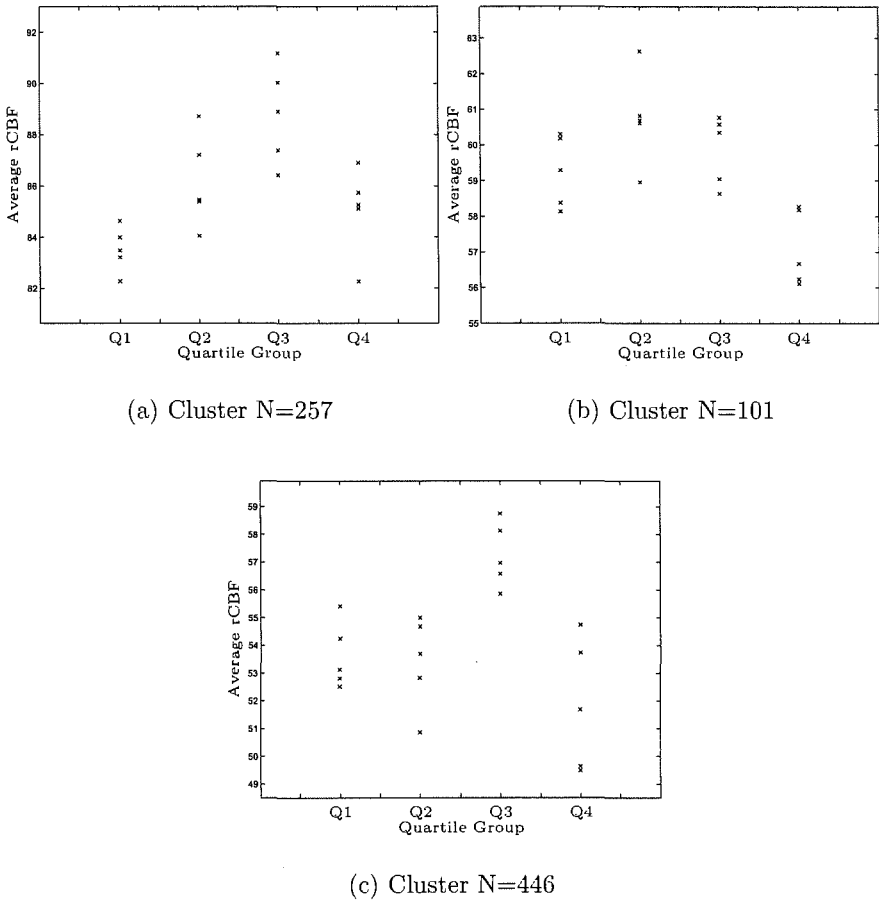 Average rCBF
92
90
88
86
84
82
Q1 Q2 Q3 Q4
Quartile Group
(a) Cluster N=257
Average rCBF
63
62
61
60
59
58
57
56
55
Q1 Q2 Q3 Q4
Quartile Group
(b) Cluster N=101
Average rCBF
59
58
57
56
55
54
53
52
51
50
49
Q1 Q2 Q3 Q4
Quartile Group
(c) Cluster N=446